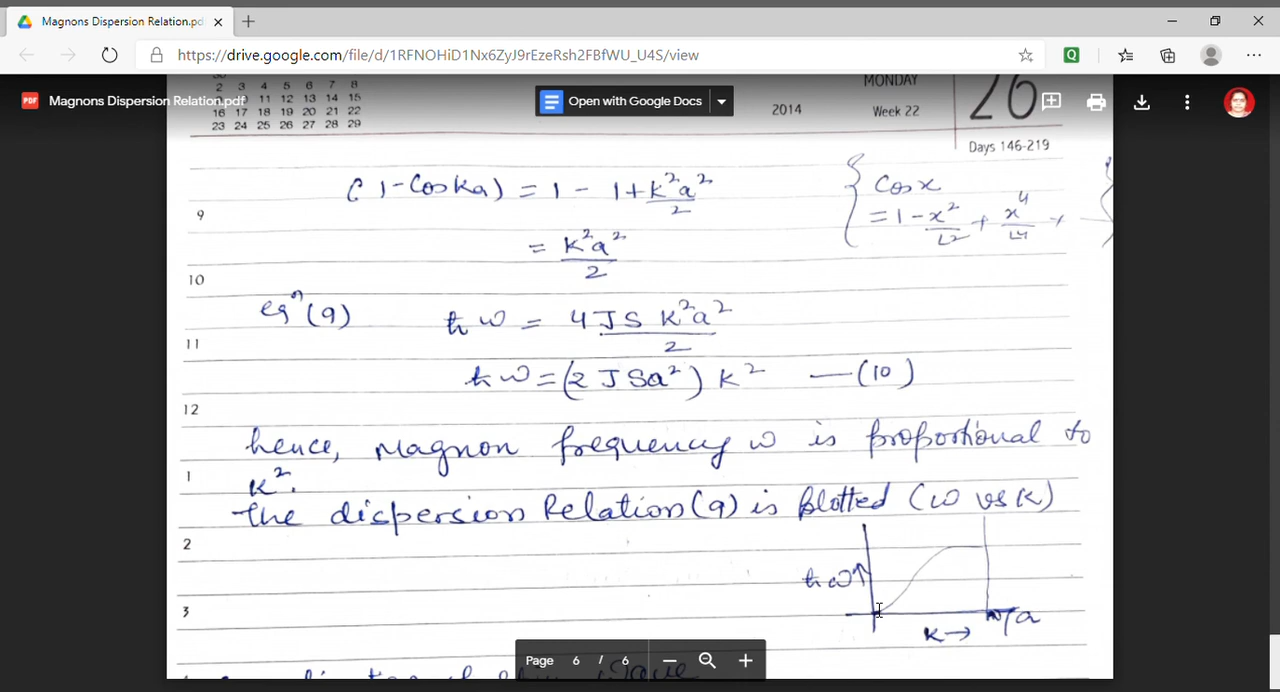 Magnons Dispersion Relation.pd
https://drive.google.com/file/d/1RFNOHiD1Nx6ZyJ9rEzeRsh2FBfWU_U4S/view
PDF Magnons Dispersion Relation.pdf
Open with Google Docs
2 3 4 5 6 7 8
11 12 13 14 15
16 17 18 19 20 21 22
23 24 25 26 27 28 29
2014
MONDAY
Week 22
26
Days 146-219
(1-Coska) = 1 - 1 + k²a²/2
{ Cosx
= 1 - x²/∟2 + x⁴/∟4 +
9
= k²a²/2
10
eqⁿ (9) ħω = 4JS k²a²/2
11
ħω = (2JSa²) k² —(10)
12
hence, Magnon frequency ω is proportional to
1
k².
The dispersion Relation (9) is plotted (ω vs k)
2
ħω↑
3
k→ π/a
Page 6 / 6